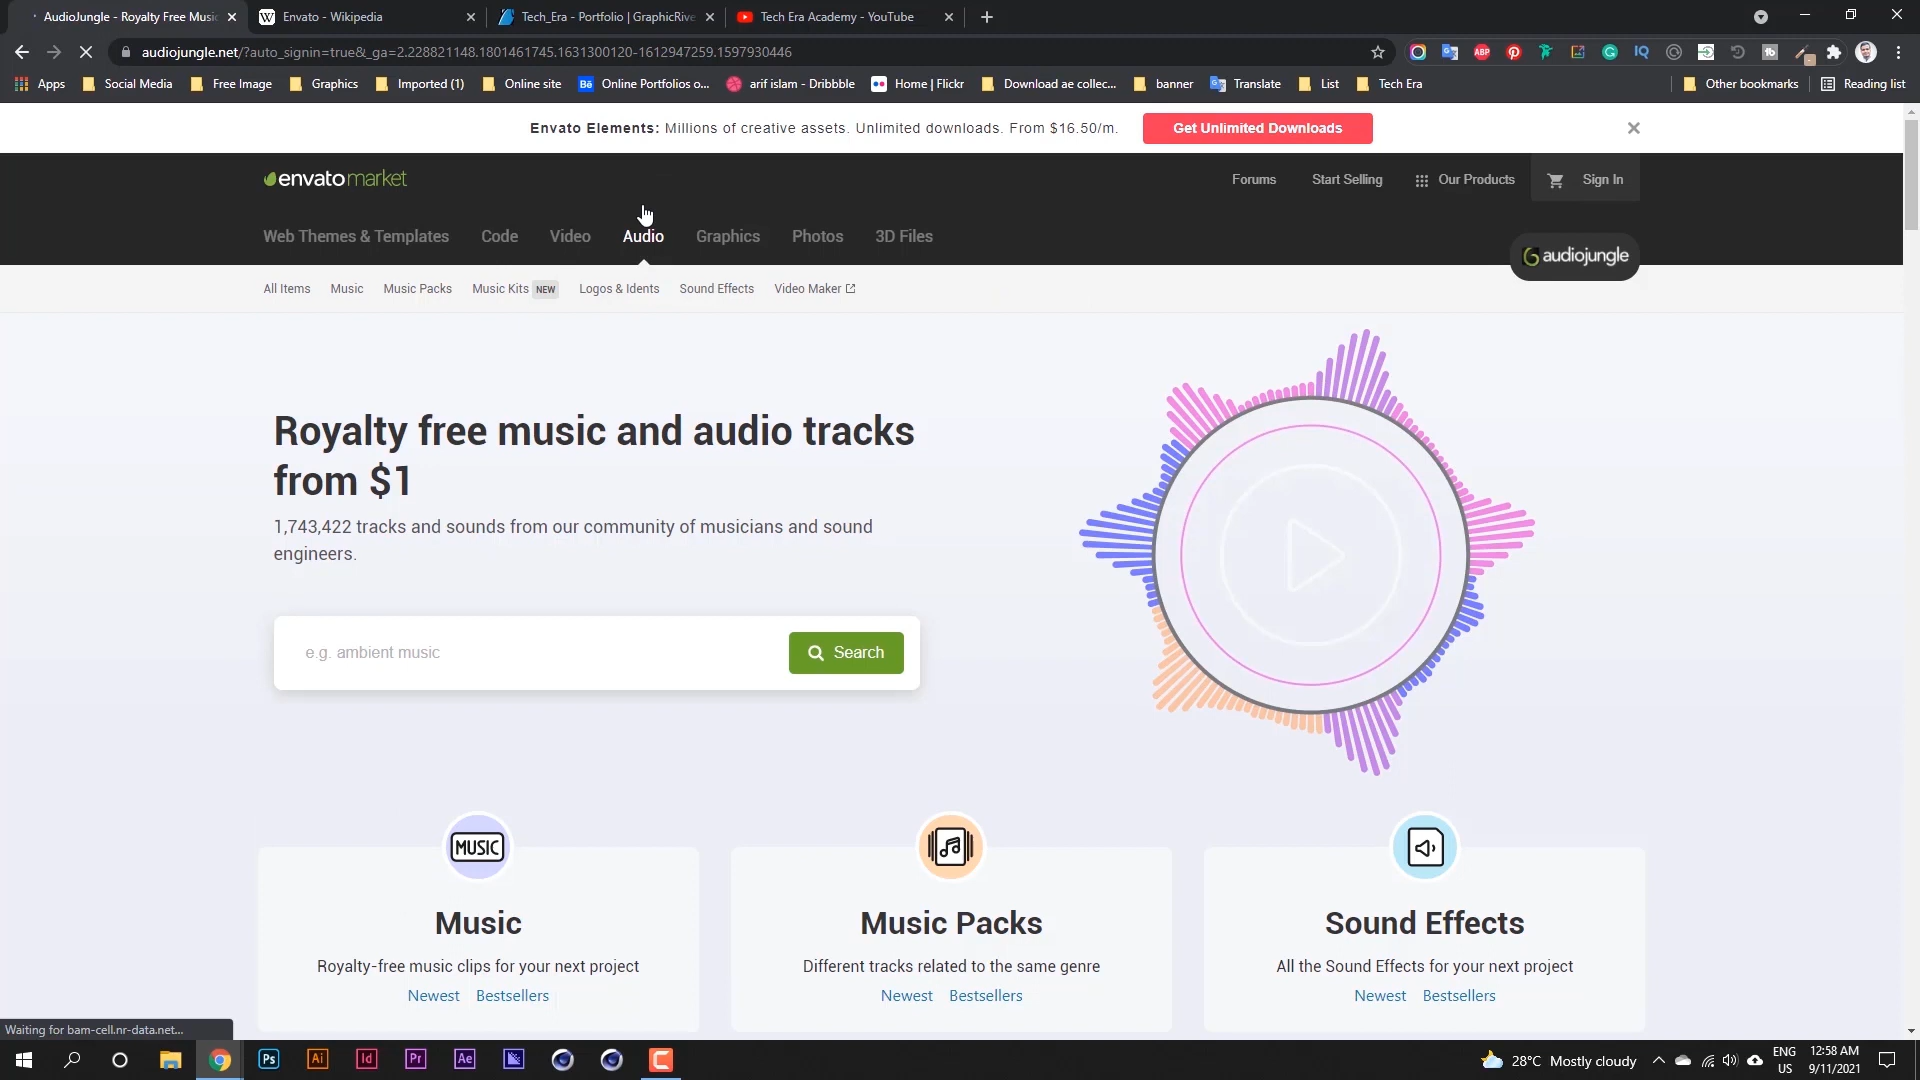 AudioJungle - Royalty Free Music
Envato - Wikipedia
Tech_Era - Portfolio | GraphicRive
Tech Era Academy - YouTube
audiojungle.net/?auto_signin=true&_ga=2.228821148.1801461745.1631300120-1612947259.1597930446
Apps
Social Media
Free Image
Graphics
Imported (1)
Online site
Bē
Online Portfolios o...
arif islam - Dribbble
Home | Flickr
Download ae collec...
banner
Translate
List
Tech Era
Other bookmarks
Reading list
Envato Elements: Millions of creative assets. Unlimited downloads. From $16.50/m.
Get Unlimited Downloads
envatomarket
Forums
Start Selling
Our Products
Sign In
Web Themes & Templates
Code
Video
Audio
Graphics
Photos
3D Files
audiojungle
All Items
Music
Music Packs
Music Kits NEW
Logos & Idents
Sound Effects
Video Maker
Royalty free music and audio tracks
from $1
1,743,422 tracks and sounds from our community of musicians and sound
engineers.
e.g. ambient music
Search
MUSIC
Music
Royalty-free music clips for your next project
Newest Bestsellers
Music Packs
Different tracks related to the same genre
Newest Bestsellers
Sound Effects
All the Sound Effects for your next project
Newest Bestsellers
Waiting for bam-cell.nr-data.net...
Ps
Ai
Id
Pr
Ae
28°C Mostly cloudy
ENG
US
12:58 AM
9/11/2021